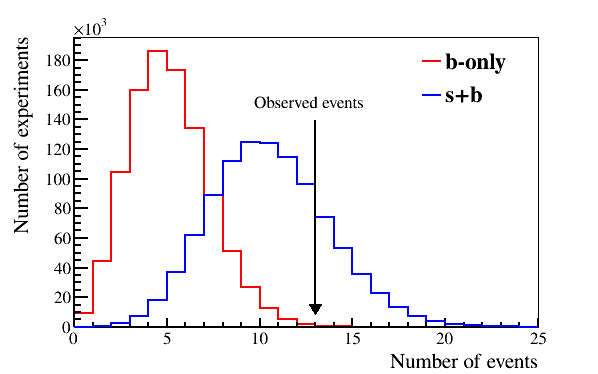 ×10³
Number of experiments
180
160
140
120
100
80
60
40
20
0
b-only
s+b
Observed events
0 5 10 15 20 25
Number of events